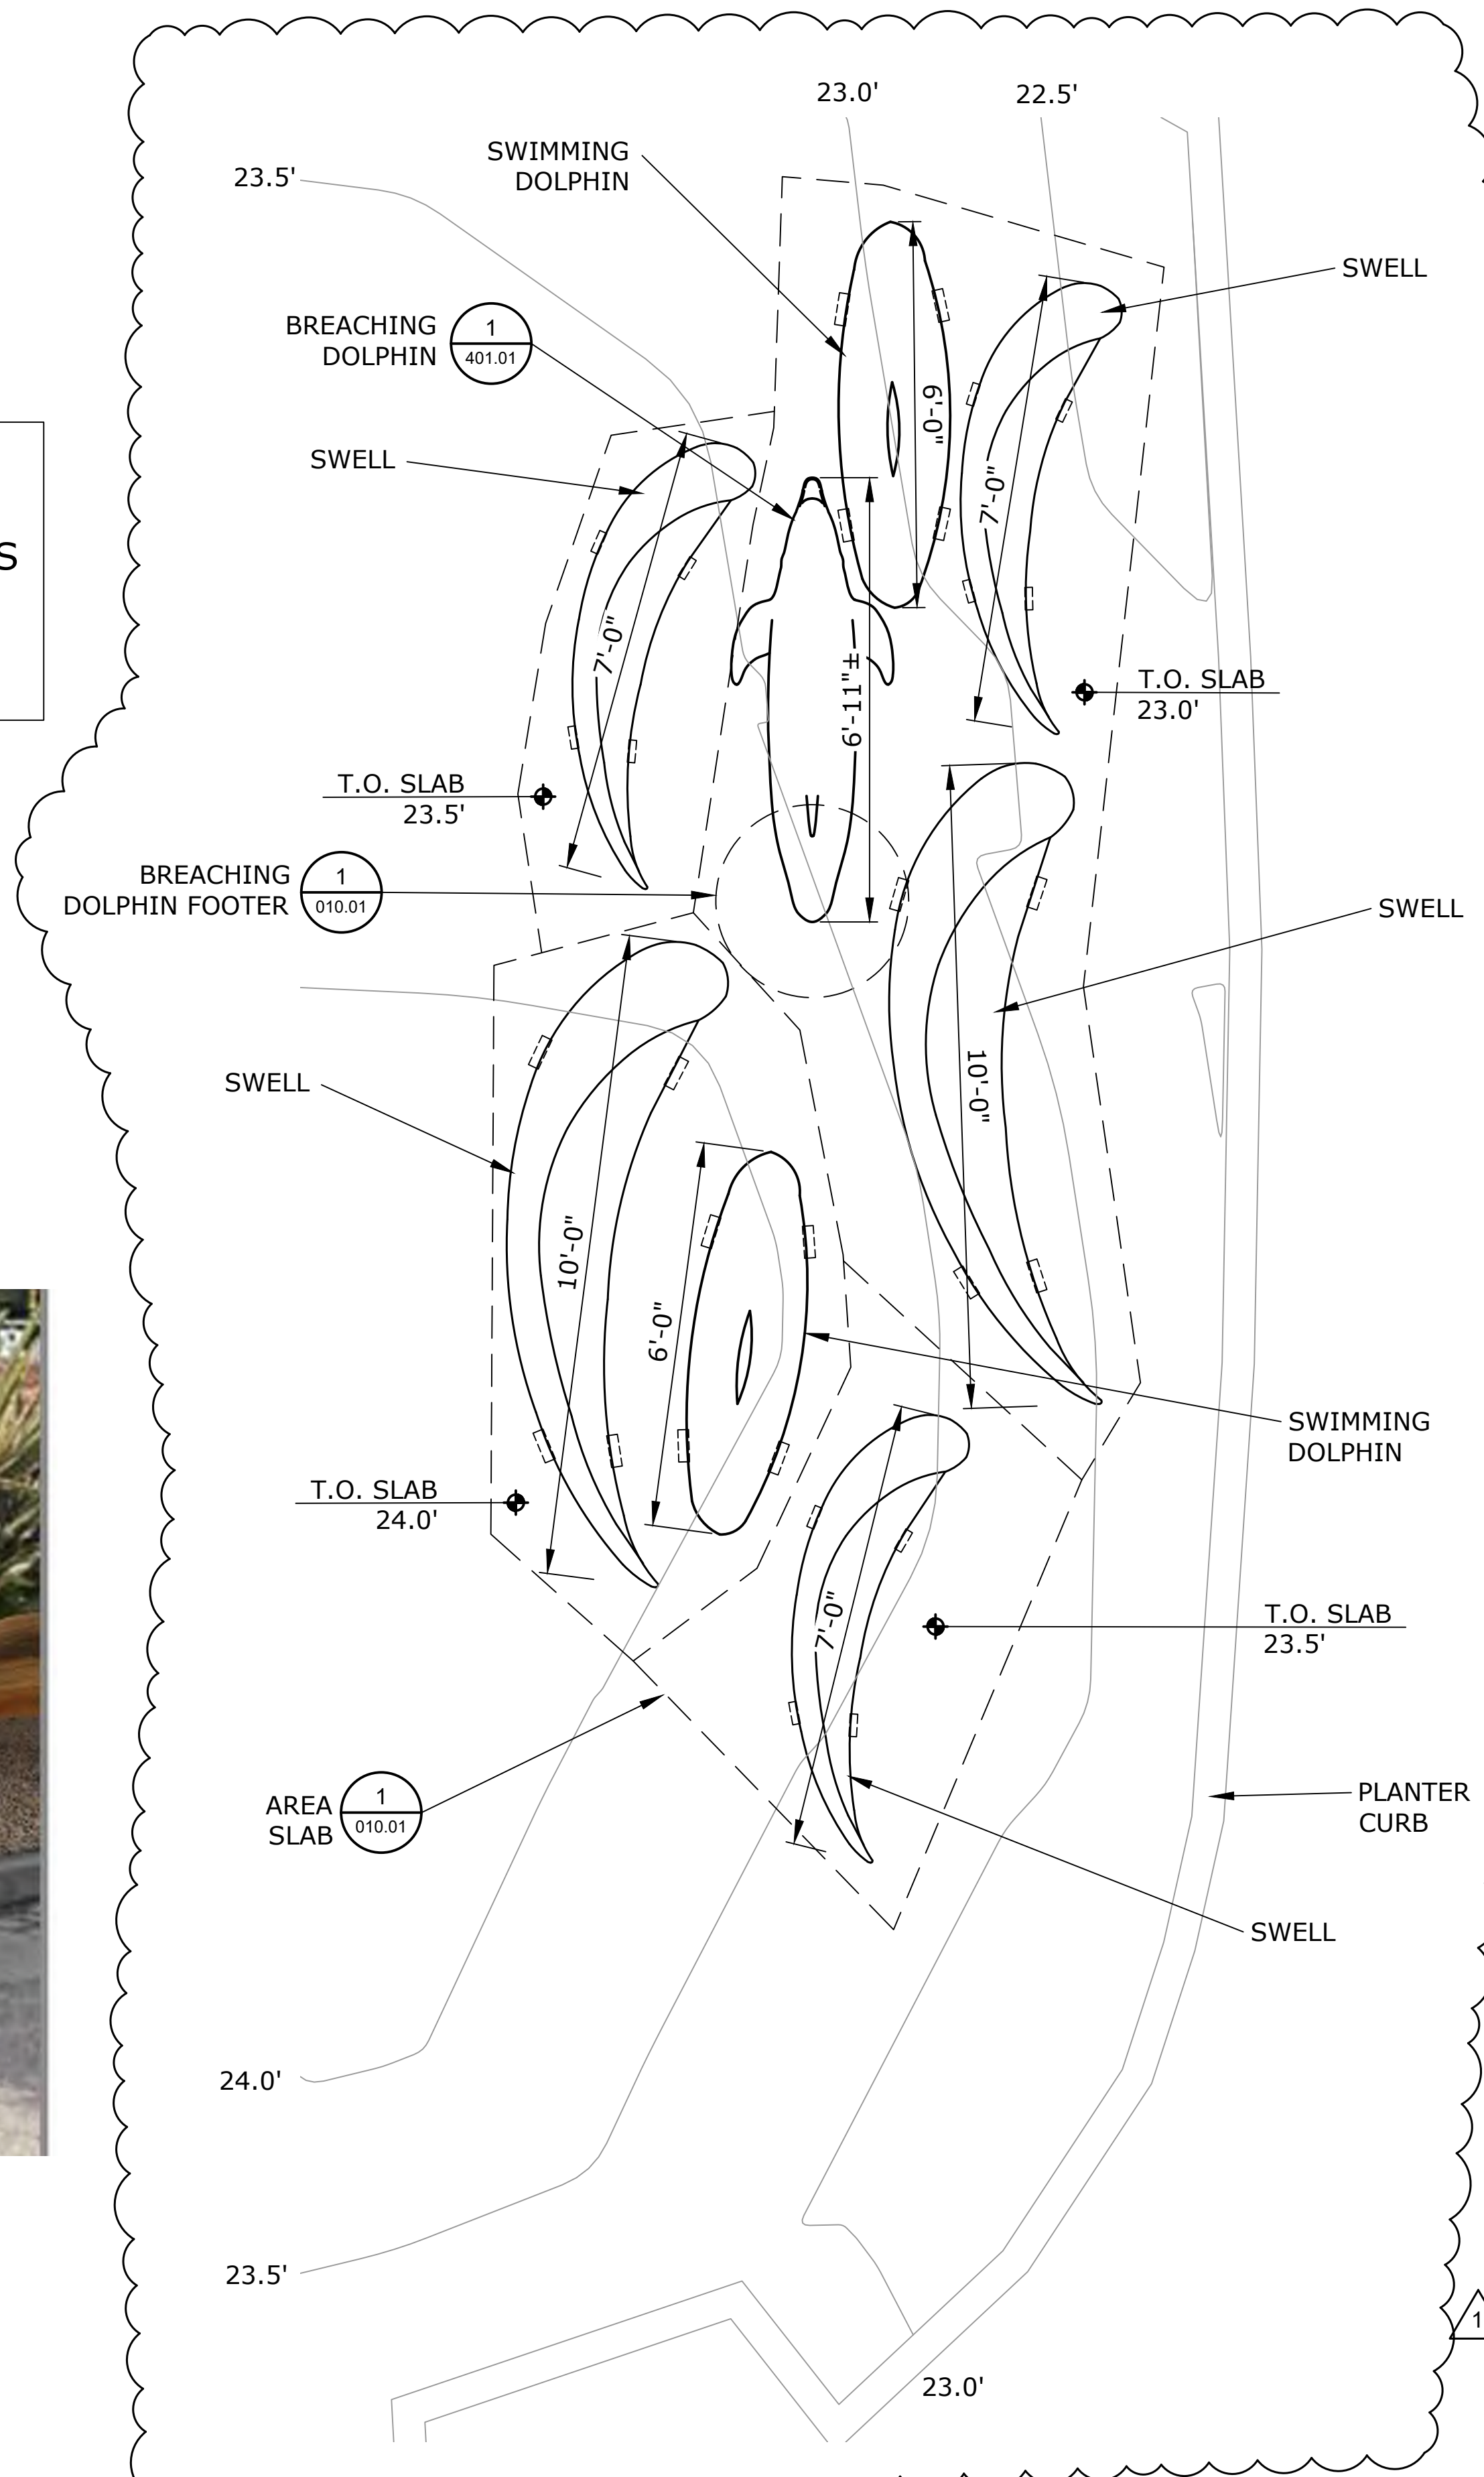 23.0'
22.5'
SWIMMING
DOLPHIN
23.5'
SWELL
BREACHING
DOLPHIN
1
401.01
6'-0"
SWELL
7'-0"
S
7'-0"
6'-11"±
T.O. SLAB
23.0'
T.O. SLAB
23.5'
BREACHING
DOLPHIN FOOTER
1
010.01
SWELL
10'-0"
SWELL
10'-0"
6'-0"
SWIMMING
DOLPHIN
T.O. SLAB
24.0'
7'-0"
T.O. SLAB
23.5'
AREA
SLAB
1
010.01
PLANTER
CURB
SWELL
24.0'
23.5'
1
23.0'